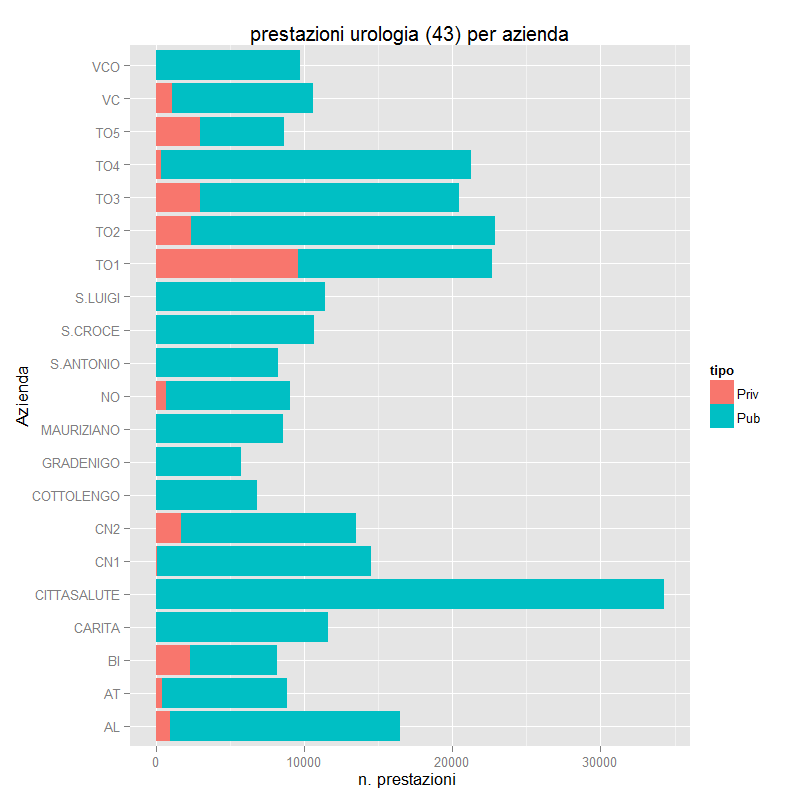 prestazioni urologia (43) per azienda
VCO
VC
TO5
TO4
TO3
TO2
TO1
S.LUIGI
S.CROCE
S.ANTONIO
NO
MAURIZIANO
GRADENIGO
COTTOLENGO
CN2
CN1
CITTASALUTE
CARITA
BI
AT
AL
Azienda
0 10000 20000 30000
n. prestazioni
tipo
Priv
Pub